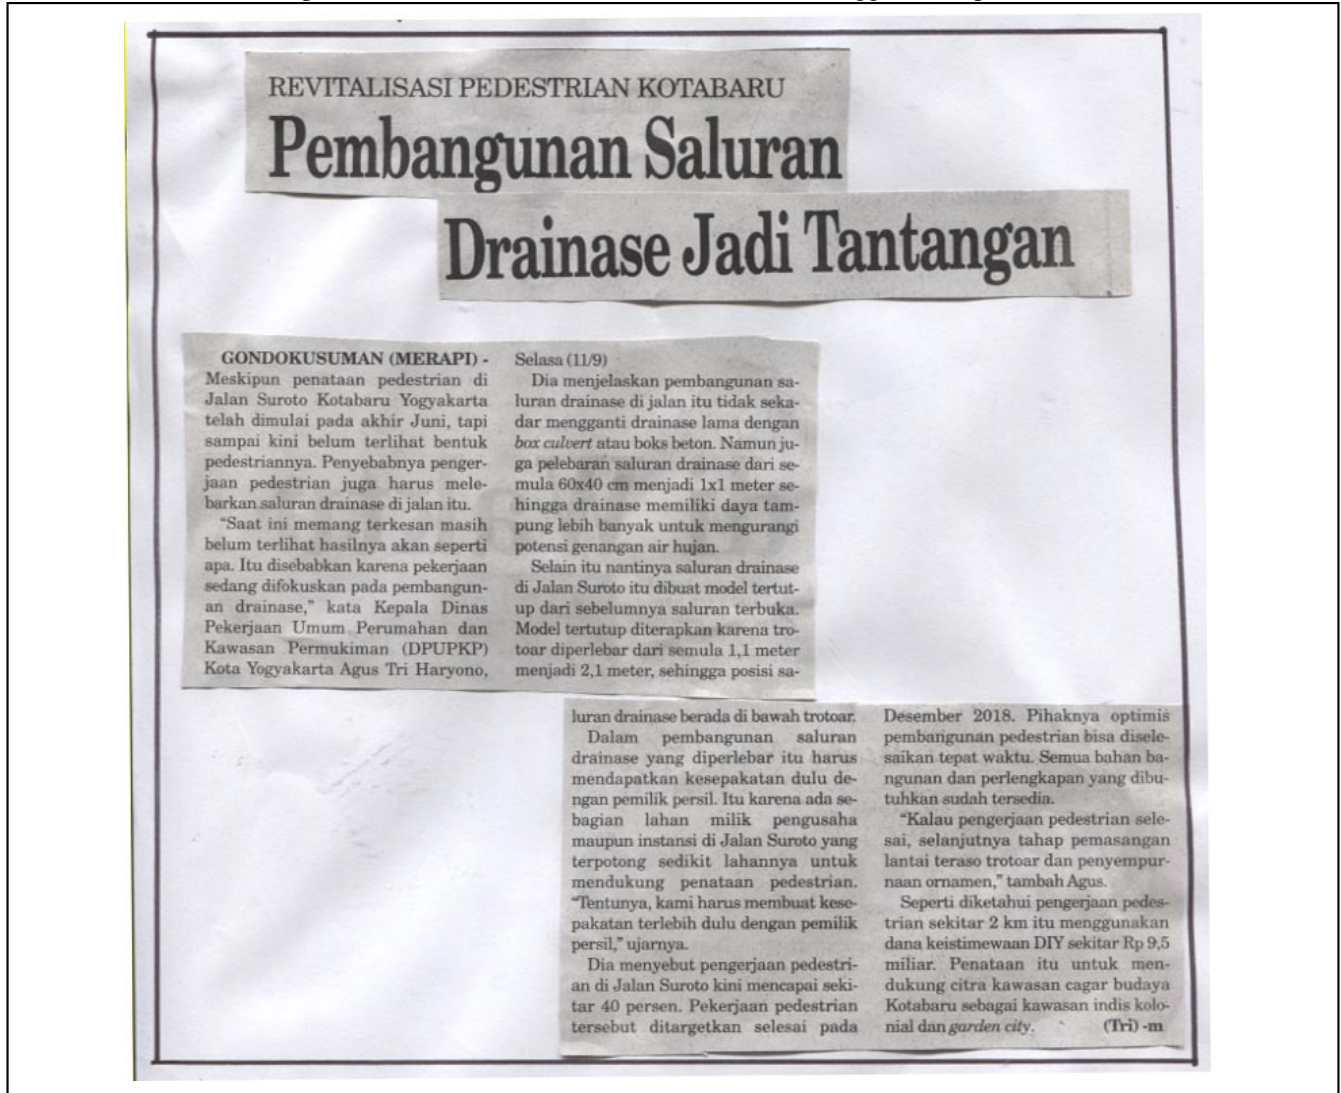 REVITALISASI PEDESTRIAN KOTABARU
Pembangunan Saluran
Drainase Jadi Tantangan
GONDOKUSUMAN (MERAPI) -
Meskipun penataan pedestrian di
Jalan Suroto Kotabaru Yogyakarta
telah dimulai pada akhir Juni, tapi
sampai kini belum terlihat bentuk
pedestriannya. Penyebabnya penger-
jaan pedestrian juga harus mele-
barkan saluran drainase di jalan itu.
"Saat ini memang terkesan masih
belum terlihat hasilnya akan seperti
apa. Itu disebabkan karena pekerjaan
sedang difokuskan pada pembangun-
an drainase," kata Kepala Dinas
Pekerjaan Umum Perumahan dan
Kawasan Permukiman (DPUPKP)
Kota Yogyakarta Agus Tri Haryono,
Selasa (11/9)
Dia menjelaskan pembangunan sa-
luran drainase di jalan itu tidak seka-
dar mengganti drainase lama dengan
box culvert atau boks beton. Namun ju-
ga pelebaran saluran drainase dari se-
mula 60x40 cm menjadi 1x1 meter se-
hingga drainase memiliki daya tam-
pung lebih banyak untuk mengurangi
potensi genangan air hujan.
Selain itu nantinya saluran drainase
di Jalan Suroto itu dibuat model tertut-
up dari sebelumnya saluran terbuka.
Model tertutup diterapkan karena tro-
toar diperlebar dari semula 1,1 meter
menjadi 2,1 meter, sehingga posisi sa-
luran drainase berada di bawah trotoar.
Dalam pembangunan saluran
drainase yang diperlebar itu harus
mendapatkan kesepakatan dulu de-
ngan pemilik persil. Itu karena ada se-
bagian lahan milik pengusaha
maupun instansi di Jalan Suroto yang
terpotong sedikit lahannya untuk
mendukung penataan pedestrian.
"Tentunya, kami harus membuat kese-
pakatan terlebih dulu dengan pemilik
persil," ujarnya.
Dia menyebut pengerjaan pedestri-
an di Jalan Suroto kini mencapai seki-
tar 40 persen. Pekerjaan pedestrian
tersebut ditargetkan selesai pada
Desember 2018. Pihaknya optimis
pembangunan pedestrian bisa disele-
saikan tepat waktu. Semua bahan ba-
ngunan dan perlengkapan yang dibu-
tuhkan sudah tersedia.
"Kalau pengerjaan pedestrian sele-
sai, selanjutnya tahap pemasangan
lantai teraso trotoar dan penyempur-
naan ornamen," tambah Agus.
Seperti diketahui pengerjaan pedes-
trian sekitar 2 km itu menggunakan
dana keistimewaan DIY sekitar Rp 9,5
miliar. Penataan itu untuk men-
dukung citra kawasan cagar budaya
Kotabaru sebagai kawasan indis kolo-
nial dan garden city. (Tri) -m